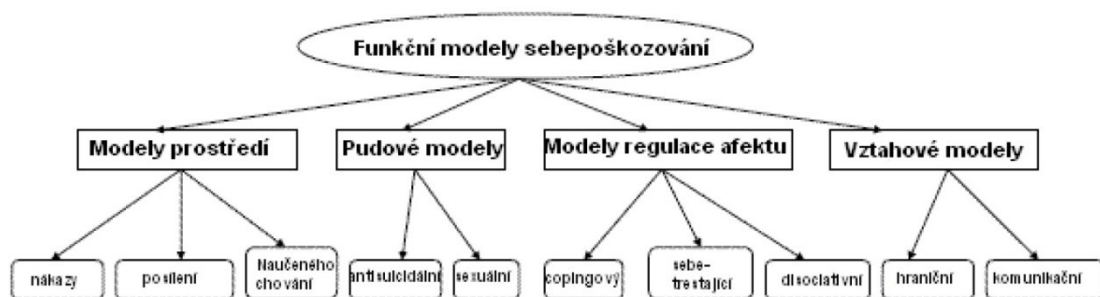 Funkční modely sebepoškozování
Modely prostředí
Pudové modely
Modely regulace afektu
Vztahové modely
nákazy
posílení
Naučeného
chování
antisuicidální
sexuální
copingový
sebe-
trestající
disociativní
hraniční
komunikační